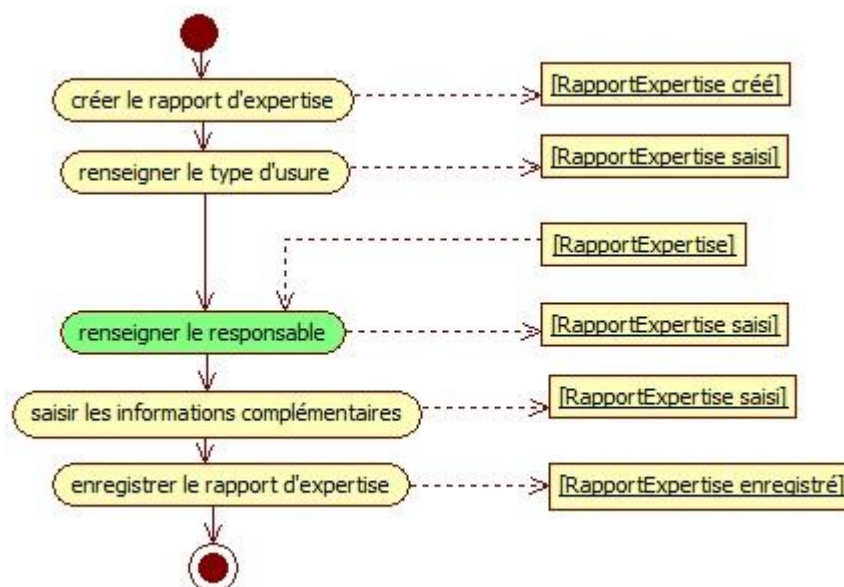 créer le rapport d'expertise
[RapportExpertise créé]
renseigner le type d'usure
[RapportExpertise saisi]
[RapportExpertise]
renseigner le responsable
[RapportExpertise saisi]
saisir les informations complémentaires
[RapportExpertise saisi]
enregistrer le rapport d'expertise
[RapportExpertise enregistré]